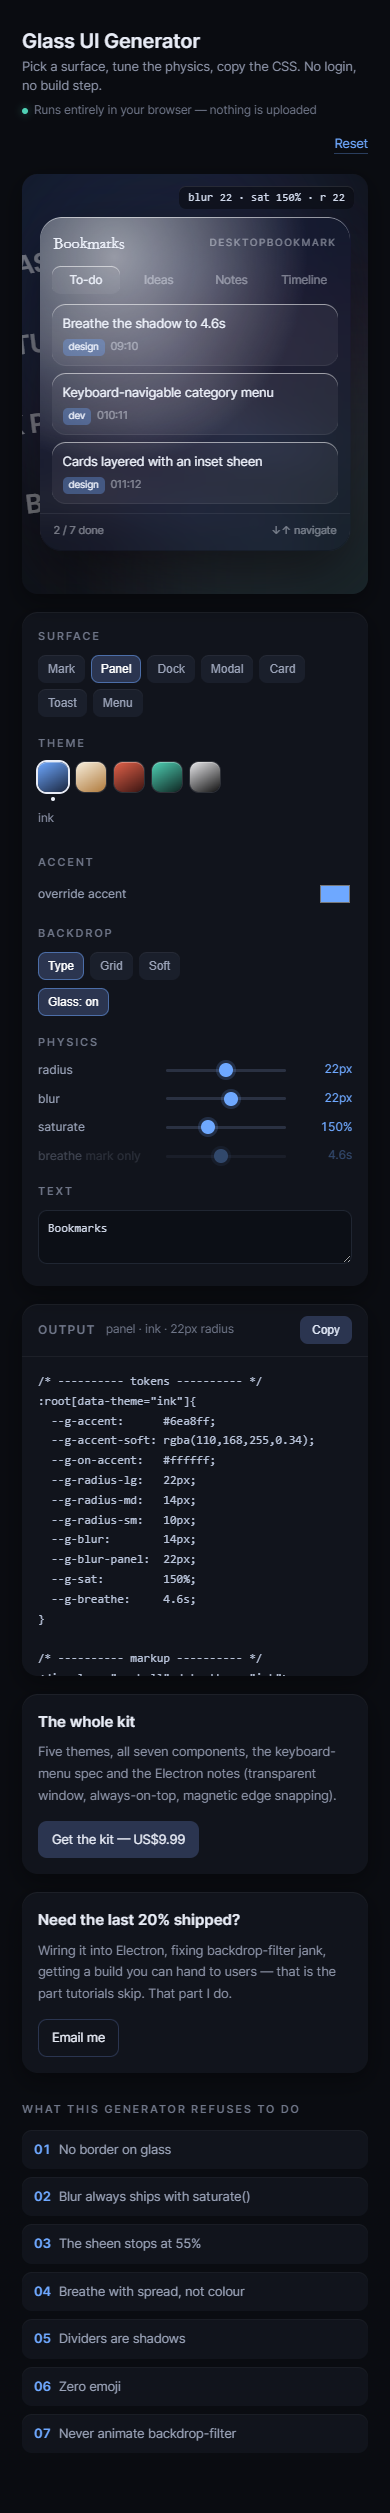 Glass UI Generator
Pick a surface, tune the physics, copy the CSS. No login,
no build step.
Runs entirely in your browser — nothing is uploaded
Reset
blur 22 · sat 150% · r 22
Bookmarks
DESKTOPBOOKMARK
To-do
Ideas
Notes
Timeline
Breathe the shadow to 4.6s
design 09:10
Keyboard-navigable category menu
dev 010:11
Cards layered with an inset sheen
design 011:12
2 / 7 done
↓↑ navigate
SURFACE
Mark
Panel
Dock
Modal
Card
Toast
Menu
THEME
ink
ACCENT
override accent
BACKDROP
Type
Grid
Soft
Glass: on
PHYSICS
radius 22px
blur 22px
saturate 150%
breathe mark only 4.6s
TEXT
Bookmarks
OUTPUT panel · ink · 22px radius
Copy
/* ---------- tokens ---------- */
:root[data-theme="ink"]{
--g-accent: #6ea8ff;
--g-accent-soft: rgba(110,168,255,0.34);
--g-on-accent: #ffffff;
--g-radius-lg: 22px;
--g-radius-md: 14px;
--g-radius-sm: 10px;
--g-blur: 14px;
--g-blur-panel: 22px;
--g-sat: 150%;
--g-breathe: 4.6s;
}
/* ---------- markup ---------- */
The whole kit
Five themes, all seven components, the keyboard-
menu spec and the Electron notes (transparent
window, always-on-top, magnetic edge snapping).
Get the kit — US$9.99
Need the last 20% shipped?
Wiring it into Electron, fixing backdrop-filter jank,
getting a build you can hand to users — that is the
part tutorials skip. That part I do.
Email me
WHAT THIS GENERATOR REFUSES TO DO
01 No border on glass
02 Blur always ships with saturate()
03 The sheen stops at 55%
04 Breathe with spread, not colour
05 Dividers are shadows
06 Zero emoji
07 Never animate backdrop-filter